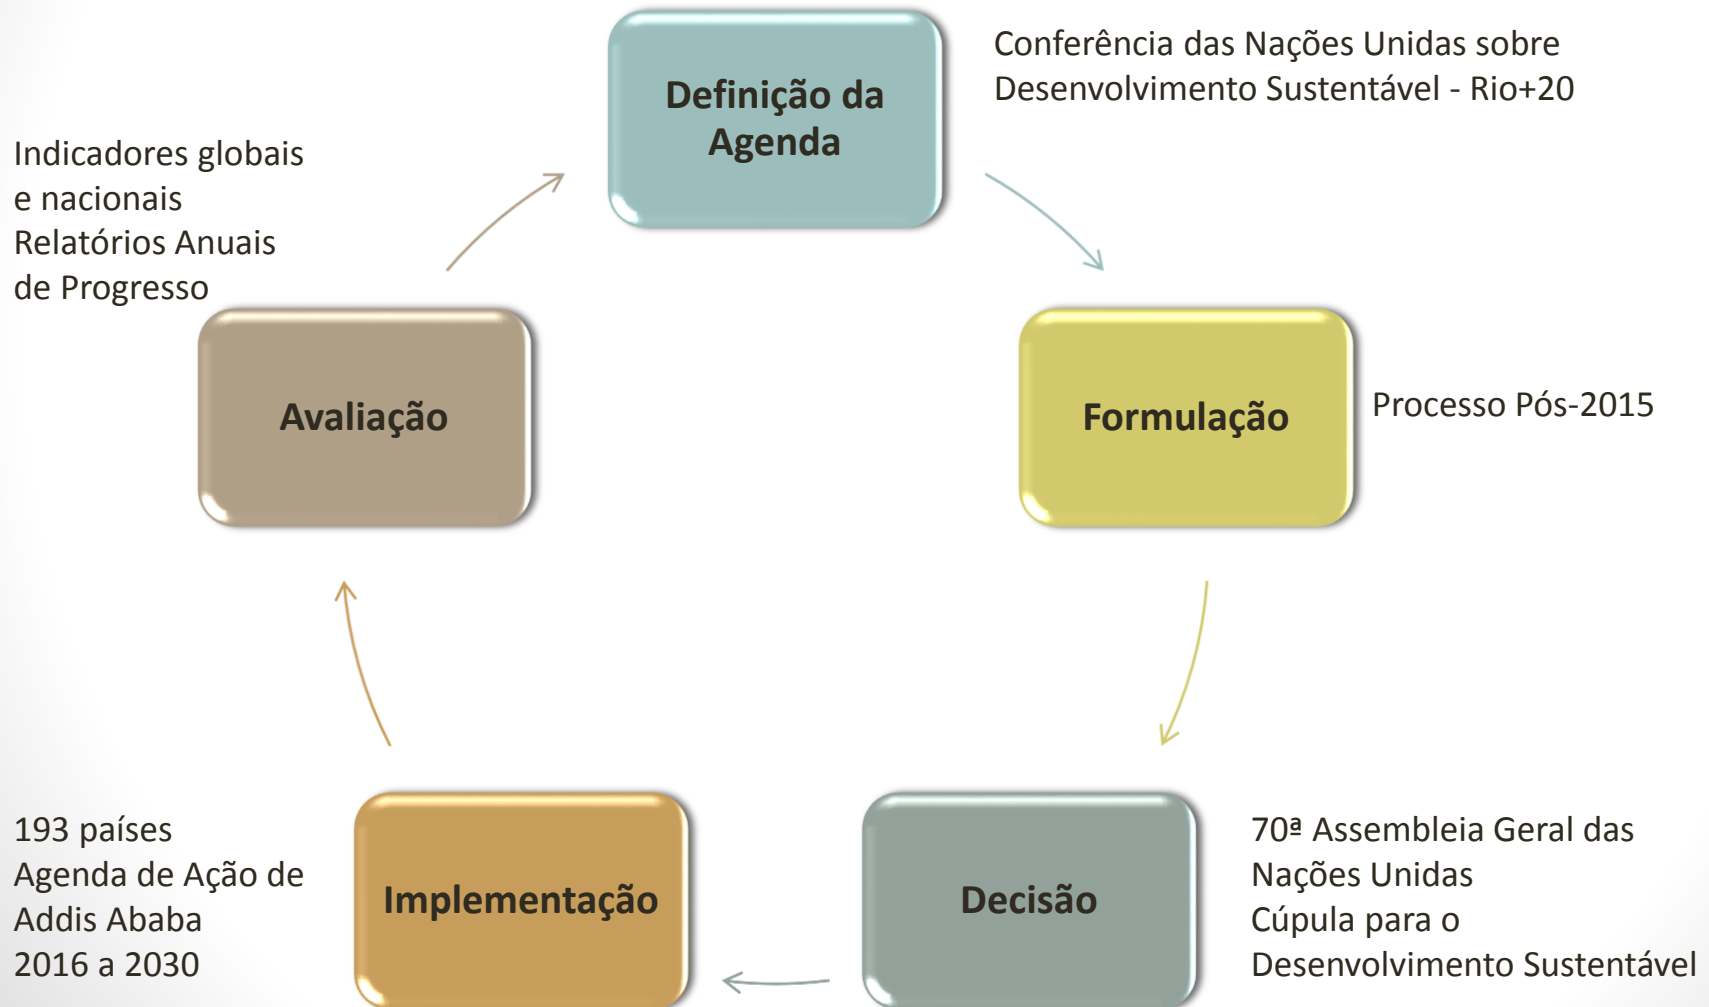 Definição da
Agenda
Conferência das Nações Unidas sobre
Desenvolvimento Sustentável - Rio+20
Indicadores globais
e nacionais
Relatórios Anuais
de Progresso
Avaliação
Formulação
Processo Pós-2015
193 países
Agenda de Ação de
Addis Ababa
2016 a 2030
Implementação
Decisão
70ª Assembleia Geral das
Nações Unidas
Cúpula para o
Desenvolvimento Sustentável